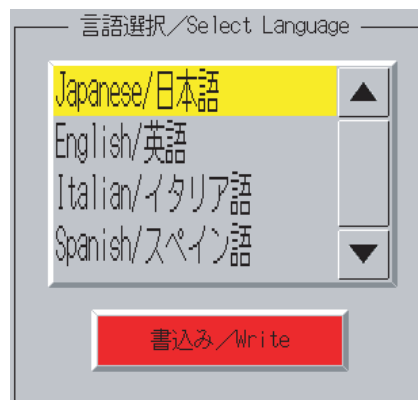 言語選択／Select Language
Japanese/日本語
English/英語
Italian/イタリア語
Spanish/スペイン語
書込み／Write